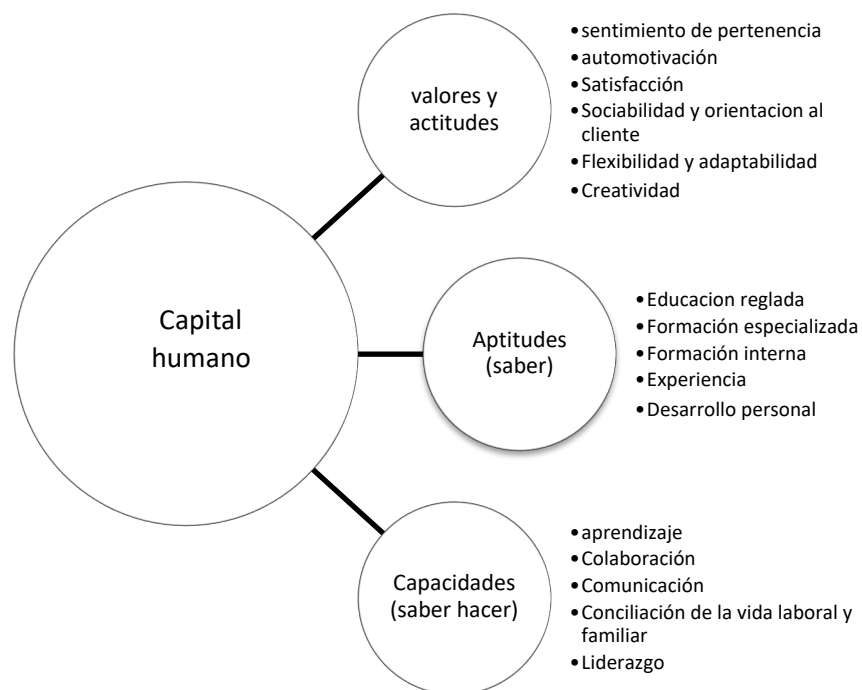 Capital
humano
valores y
actitudes
•sentimiento de pertenencia
•automotivación
•Satisfacción
•Sociabilidad y orientacion al
cliente
•Flexibilidad y adaptabilidad
•Creatividad
Aptitudes
(saber)
•Educacion reglada
•Formación especializada
•Formación interna
•Experiencia
•Desarrollo personal
Capacidades
(saber hacer)
•aprendizaje
•Colaboración
•Comunicación
•Conciliación de la vida laboral y
familiar
•Liderazgo